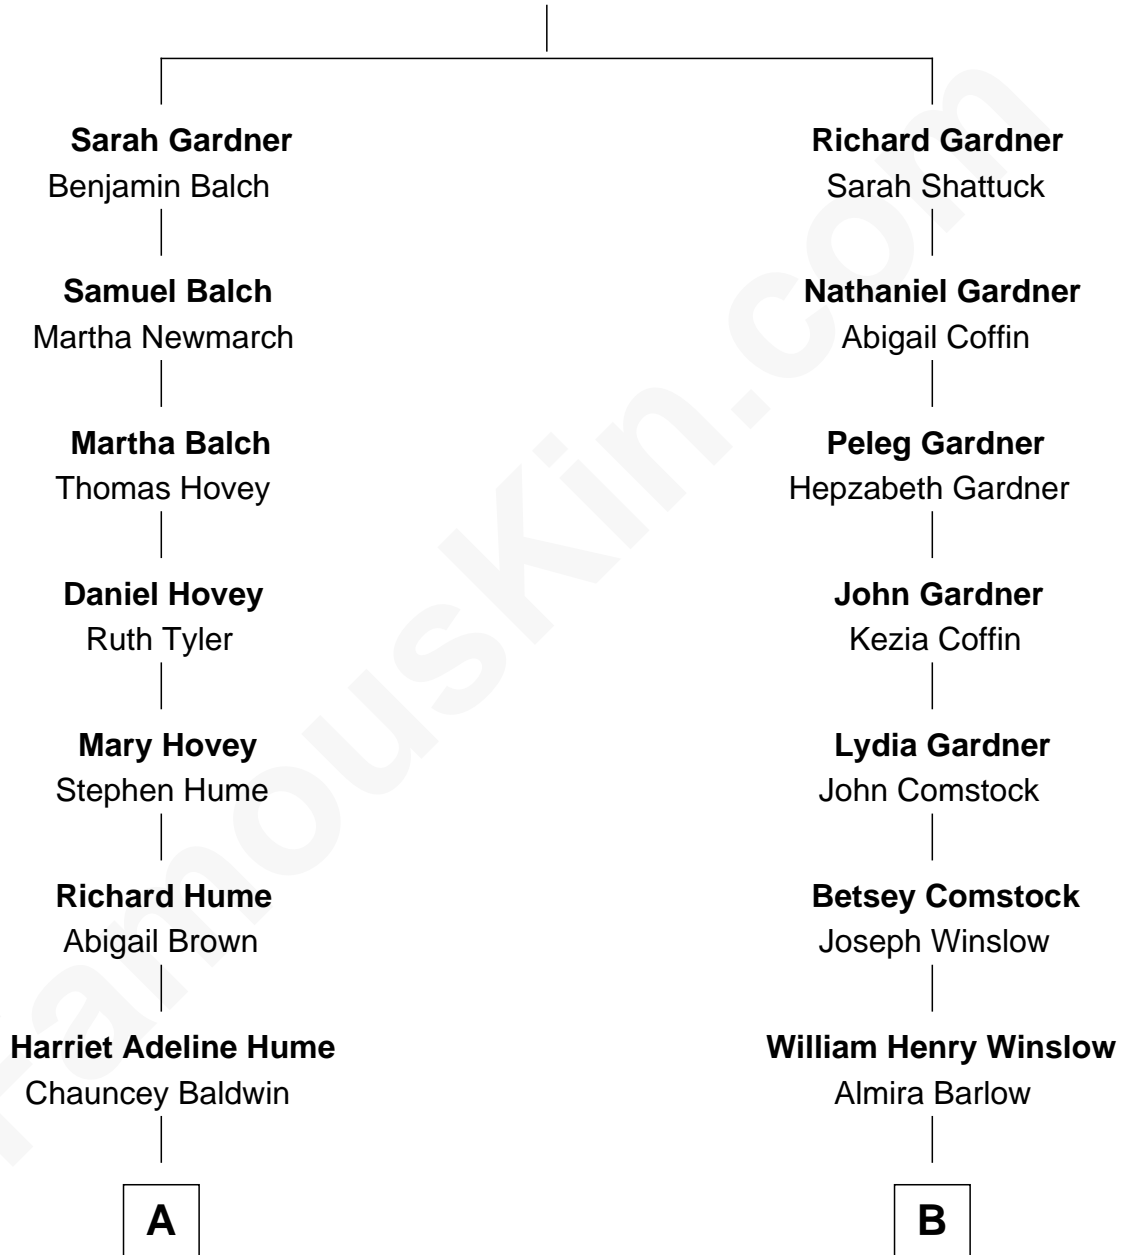 Sarah Gardner
Benjamin Balch
Samuel Balch
Martha Newmarch
Martha Balch
Thomas Hovey
Daniel Hovey
Ruth Tyler
Mary Hovey
Stephen Hume
Richard Hume
Abigail Brown
Harriet Adeline Hume
Chauncey Baldwin
A
Richard Gardner
Sarah Shattuck
Nathaniel Gardner
Abigail Coffin
Peleg Gardner
Hepzabeth Gardner
John Gardner
Kezia Coffin
Lydia Gardner
John Comstock
Betsey Comstock
Joseph Winslow
William Henry Winslow
Almira Barlow
B
FamousKin.com